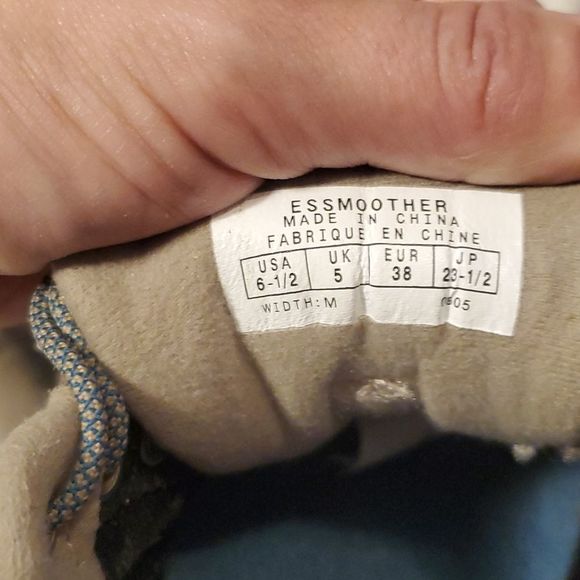 ESSMOOTHER
MADE IN CHINA
FABRIQUE EN CHINE
USA UK EUR JP
6-1/2 5 38 23-1/2
WIDTH: M